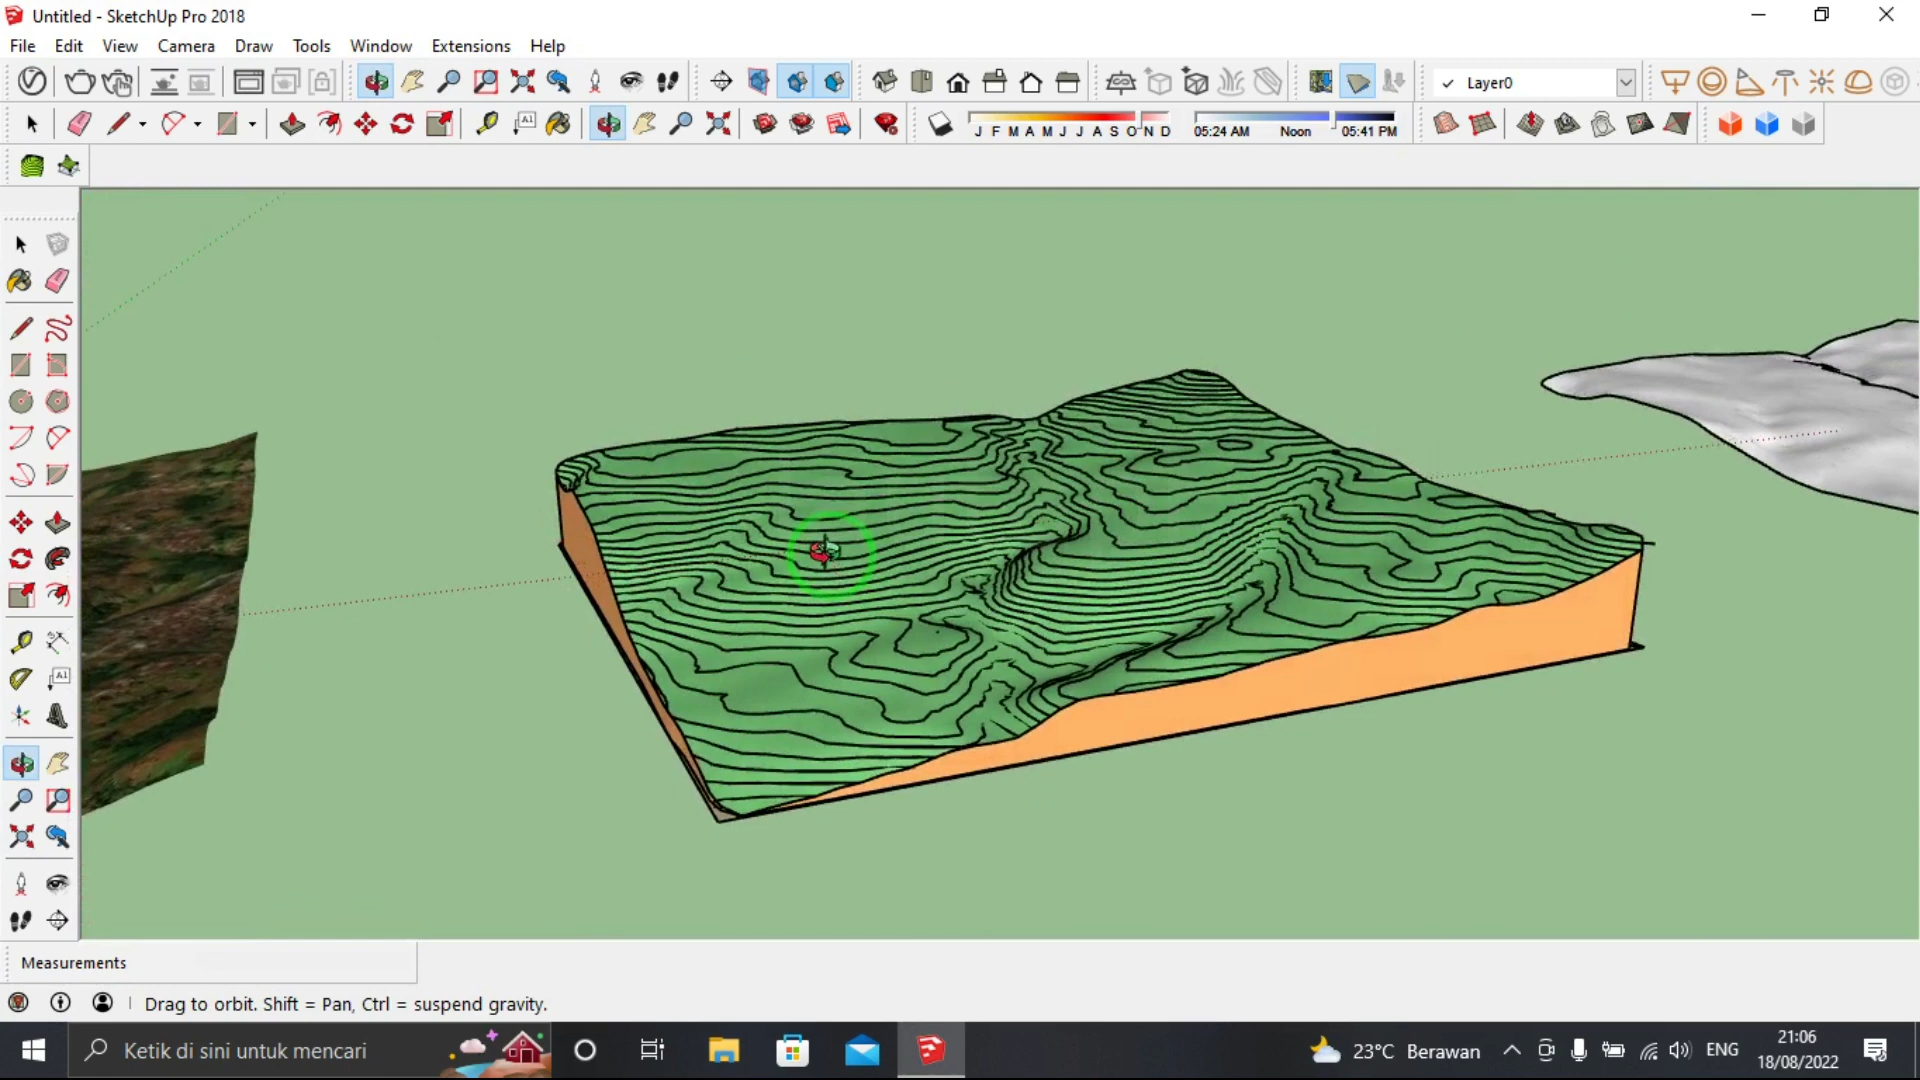 Untitled - SketchUp Pro 2018
File Edit View Camera Draw Tools Window Extensions Help
Layer0
A1
J F M A M J J A S O N D
05:24 AM Noon 05:41 PM
A1
Measurements
Drag to orbit. Shift = Pan, Ctrl = suspend gravity.
Ketik di sini untuk mencari
23°C Berawan
ENG
21:06
18/08/2022